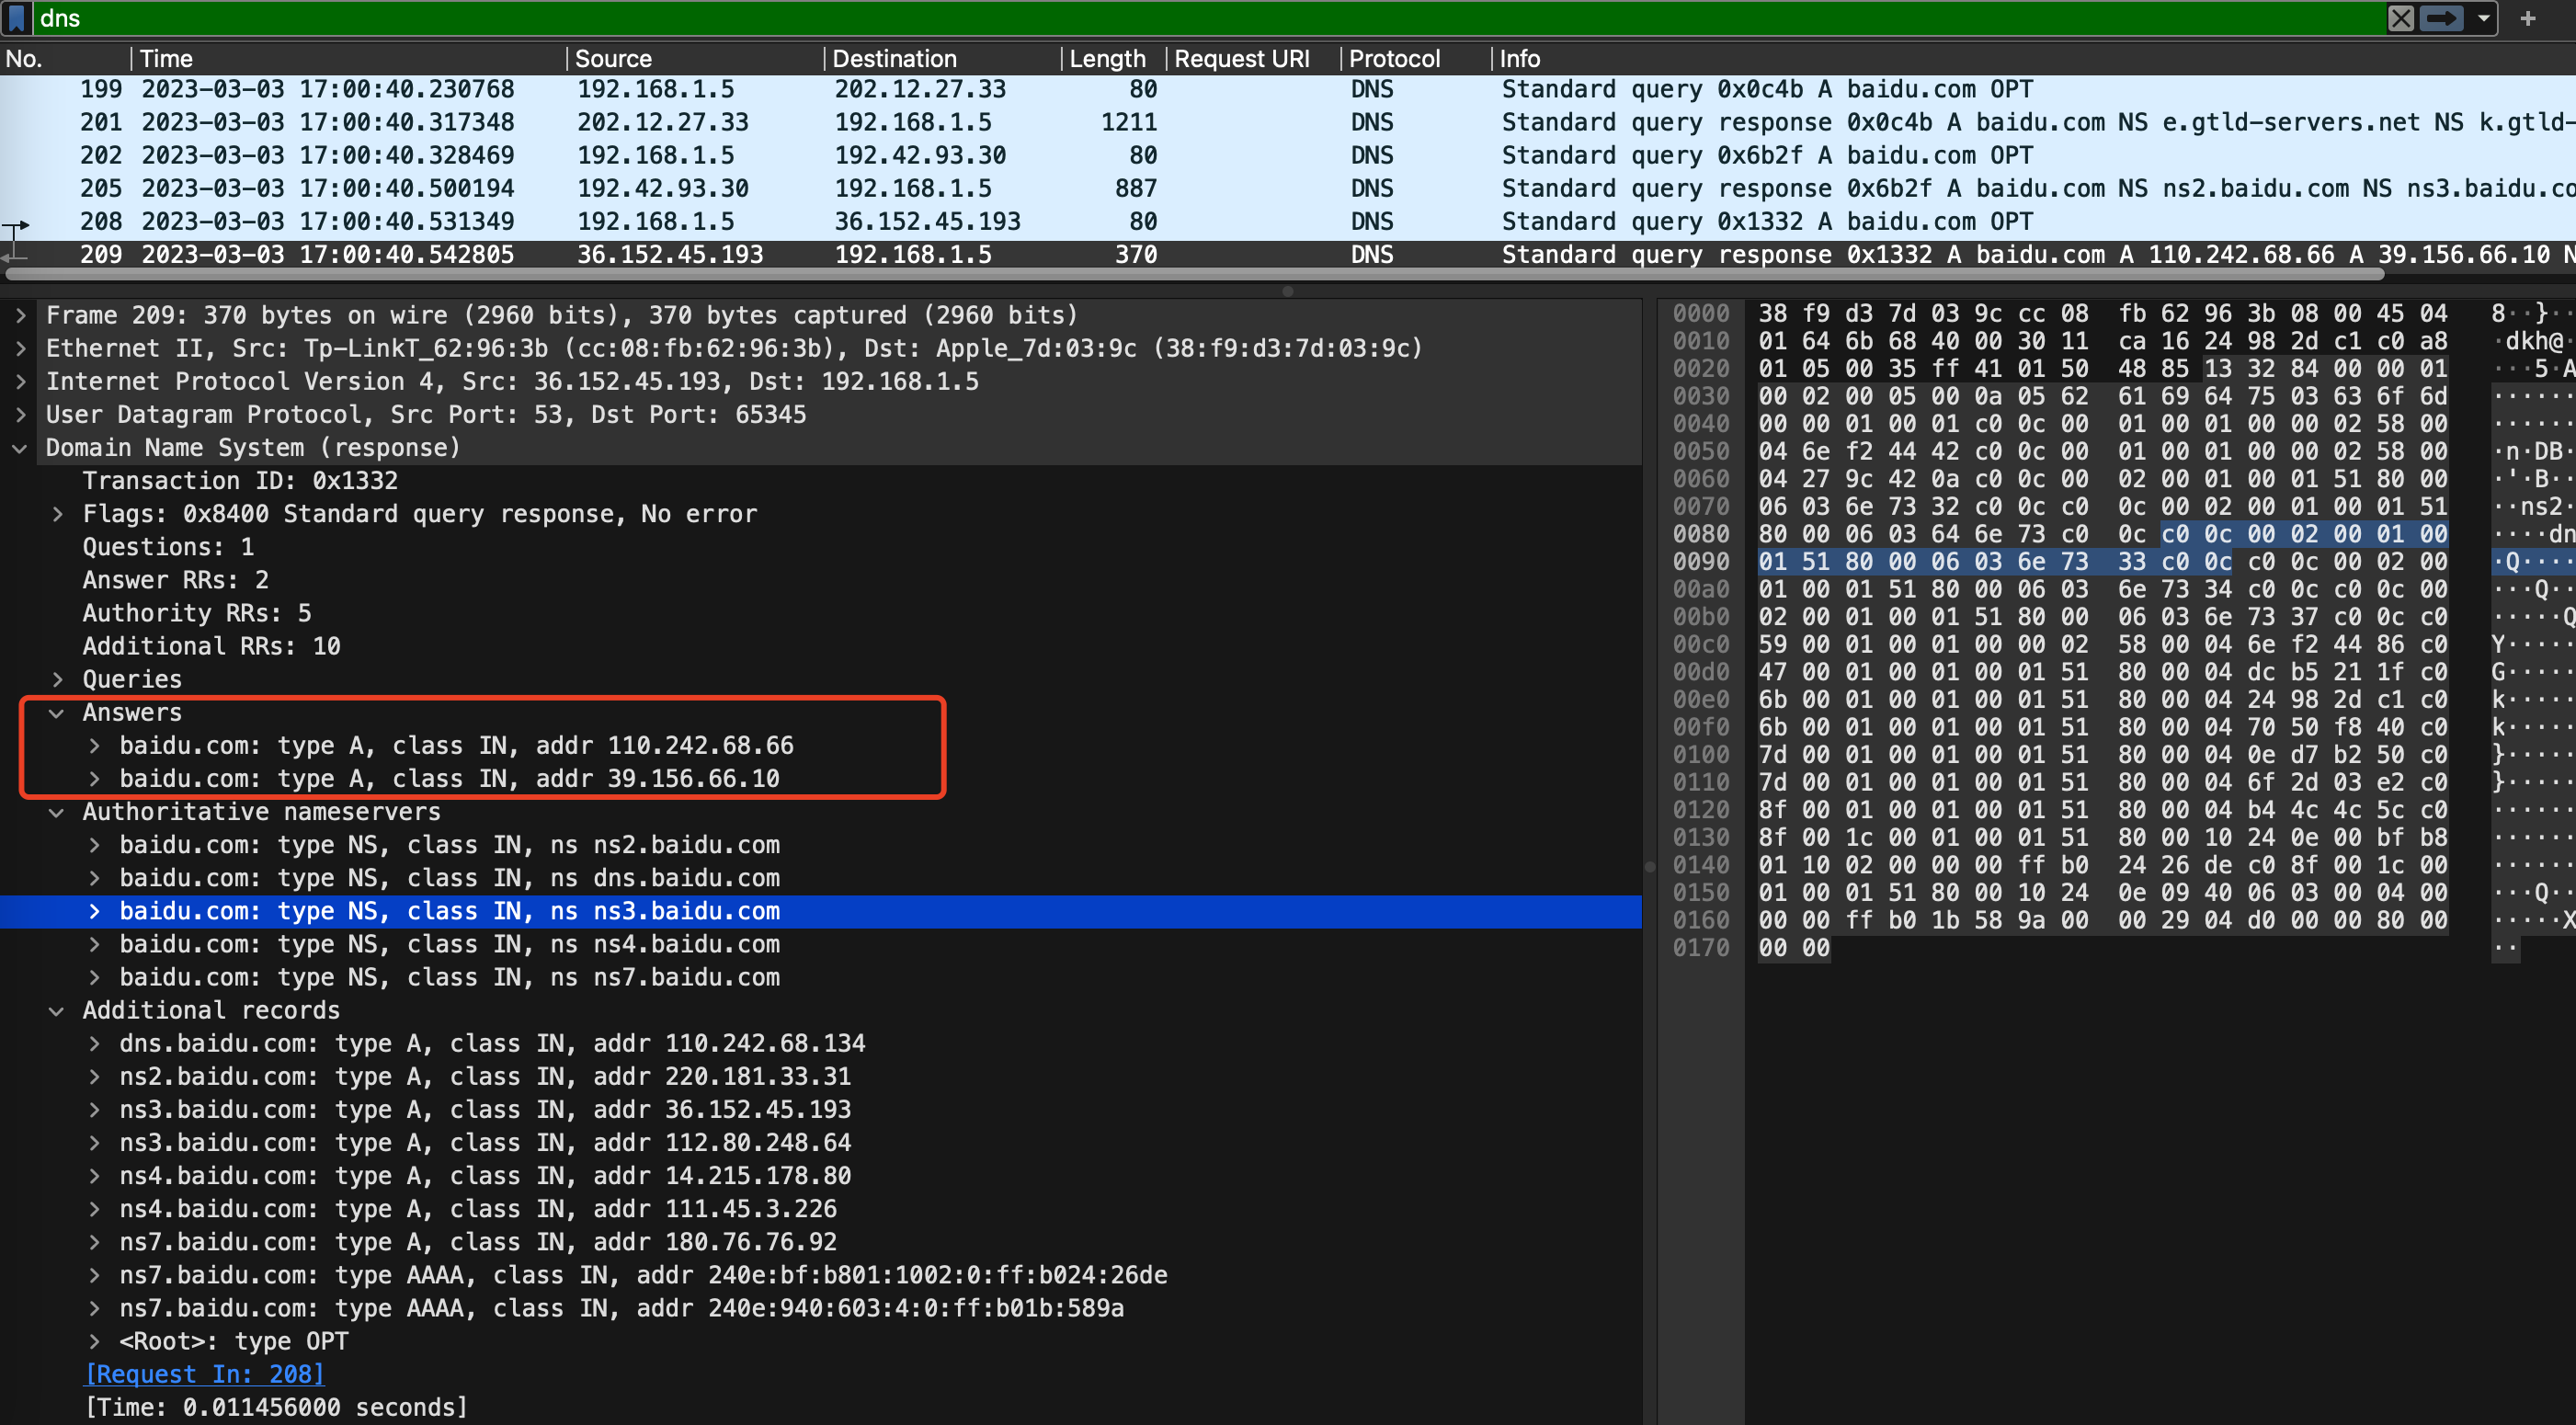 dns
No. Time Source Destination Length Request URI Protocol Info
199 2023-03-03 17:00:40.230768 192.168.1.5 202.12.27.33 80 DNS Standard query 0x0c4b A baidu.com OPT
201 2023-03-03 17:00:40.317348 202.12.27.33 192.168.1.5 1211 DNS Standard query response 0x0c4b A baidu.com NS e.gtld-servers.net NS k.gtld-
202 2023-03-03 17:00:40.328469 192.168.1.5 192.42.93.30 80 DNS Standard query 0x6b2f A baidu.com OPT
205 2023-03-03 17:00:40.500194 192.42.93.30 192.168.1.5 887 DNS Standard query response 0x6b2f A baidu.com NS ns2.baidu.com NS ns3.baidu.co
208 2023-03-03 17:00:40.531349 192.168.1.5 36.152.45.193 80 DNS Standard query 0x1332 A baidu.com OPT
209 2023-03-03 17:00:40.542805 36.152.45.193 192.168.1.5 370 DNS Standard query response 0x1332 A baidu.com A 110.242.68.66 A 39.156.66.10 N
Frame 209: 370 bytes on wire (2960 bits), 370 bytes captured (2960 bits)
Ethernet II, Src: Tp-LinkT_62:96:3b (cc:08:fb:62:96:3b), Dst: Apple_7d:03:9c (38:f9:d3:7d:03:9c)
Internet Protocol Version 4, Src: 36.152.45.193, Dst: 192.168.1.5
User Datagram Protocol, Src Port: 53, Dst Port: 65345
Domain Name System (response)
Transaction ID: 0x1332
Flags: 0x8400 Standard query response, No error
Questions: 1
Answer RRs: 2
Authority RRs: 5
Additional RRs: 10
Queries
Answers
baidu.com: type A, class IN, addr 110.242.68.66
baidu.com: type A, class IN, addr 39.156.66.10
Authoritative nameservers
baidu.com: type NS, class IN, ns ns2.baidu.com
baidu.com: type NS, class IN, ns dns.baidu.com
baidu.com: type NS, class IN, ns ns3.baidu.com
baidu.com: type NS, class IN, ns ns4.baidu.com
baidu.com: type NS, class IN, ns ns7.baidu.com
Additional records
dns.baidu.com: type A, class IN, addr 110.242.68.134
ns2.baidu.com: type A, class IN, addr 220.181.33.31
ns3.baidu.com: type A, class IN, addr 36.152.45.193
ns3.baidu.com: type A, class IN, addr 112.80.248.64
ns4.baidu.com: type A, class IN, addr 14.215.178.80
ns4.baidu.com: type A, class IN, addr 111.45.3.226
ns7.baidu.com: type A, class IN, addr 180.76.76.92
ns7.baidu.com: type AAAA, class IN, addr 240e:bf:b801:1002:0:ff:b024:26de
ns7.baidu.com: type AAAA, class IN, addr 240e:940:603:4:0:ff:b01b:589a
<Root>: type OPT
[Request In: 208]
[Time: 0.011456000 seconds]
0000 38 f9 d3 7d 03 9c cc 08 fb 62 96 3b 08 00 45 04 8··}·
0010 01 64 6b 68 40 00 30 11 ca 16 24 98 2d c1 c0 a8 ·dkh@·
0020 01 05 00 35 ff 41 01 50 48 85 13 32 84 00 00 01 ···5·A
0030 00 02 00 05 00 0a 05 62 61 69 64 75 03 63 6f 6d ······
0040 00 00 01 00 01 c0 0c 00 01 00 01 00 00 02 58 00 ······
0050 04 6e f2 44 42 c0 0c 00 01 00 01 00 00 02 58 00 ·n·DB·
0060 04 27 9c 42 0a c0 0c 00 02 00 01 00 01 51 80 00 ·'·B··
0070 06 03 6e 73 32 c0 0c c0 0c 00 02 00 01 00 01 51 ··ns2·
0080 80 00 06 03 64 6e 73 c0 0c c0 0c 00 02 00 01 00 ····dn
0090 01 51 80 00 06 03 6e 73 33 c0 0c c0 0c 00 02 00 ·Q····
00a0 01 00 01 51 80 00 06 03 6e 73 34 c0 0c c0 0c 00 ···Q··
00b0 02 00 01 00 01 51 80 00 06 03 6e 73 37 c0 0c c0 ·····Q
00c0 59 00 01 00 01 00 00 02 58 00 04 6e f2 44 86 c0 Y·····
00d0 47 00 01 00 01 00 01 51 80 00 04 dc b5 21 1f c0 G·····
00e0 6b 00 01 00 01 00 01 51 80 00 04 24 98 2d c1 c0 k·····
00f0 6b 00 01 00 01 00 01 51 80 00 04 70 50 f8 40 c0 k·····
0100 7d 00 01 00 01 00 01 51 80 00 04 0e d7 b2 50 c0 }·····
0110 7d 00 01 00 01 00 01 51 80 00 04 6f 2d 03 e2 c0 }·····
0120 8f 00 01 00 01 00 01 51 80 00 04 b4 4c 4c 5c c0 ······
0130 8f 00 1c 00 01 00 01 51 80 00 10 24 0e 00 bf b8 ······
0140 01 10 02 00 00 00 ff b0 24 26 de c0 8f 00 1c 00 ······
0150 01 00 01 51 80 00 10 24 0e 09 40 06 03 00 04 00 ···Q··
0160 00 00 ff b0 1b 58 9a 00 00 29 04 d0 00 00 80 00 ·····X
0170 00 00 ··